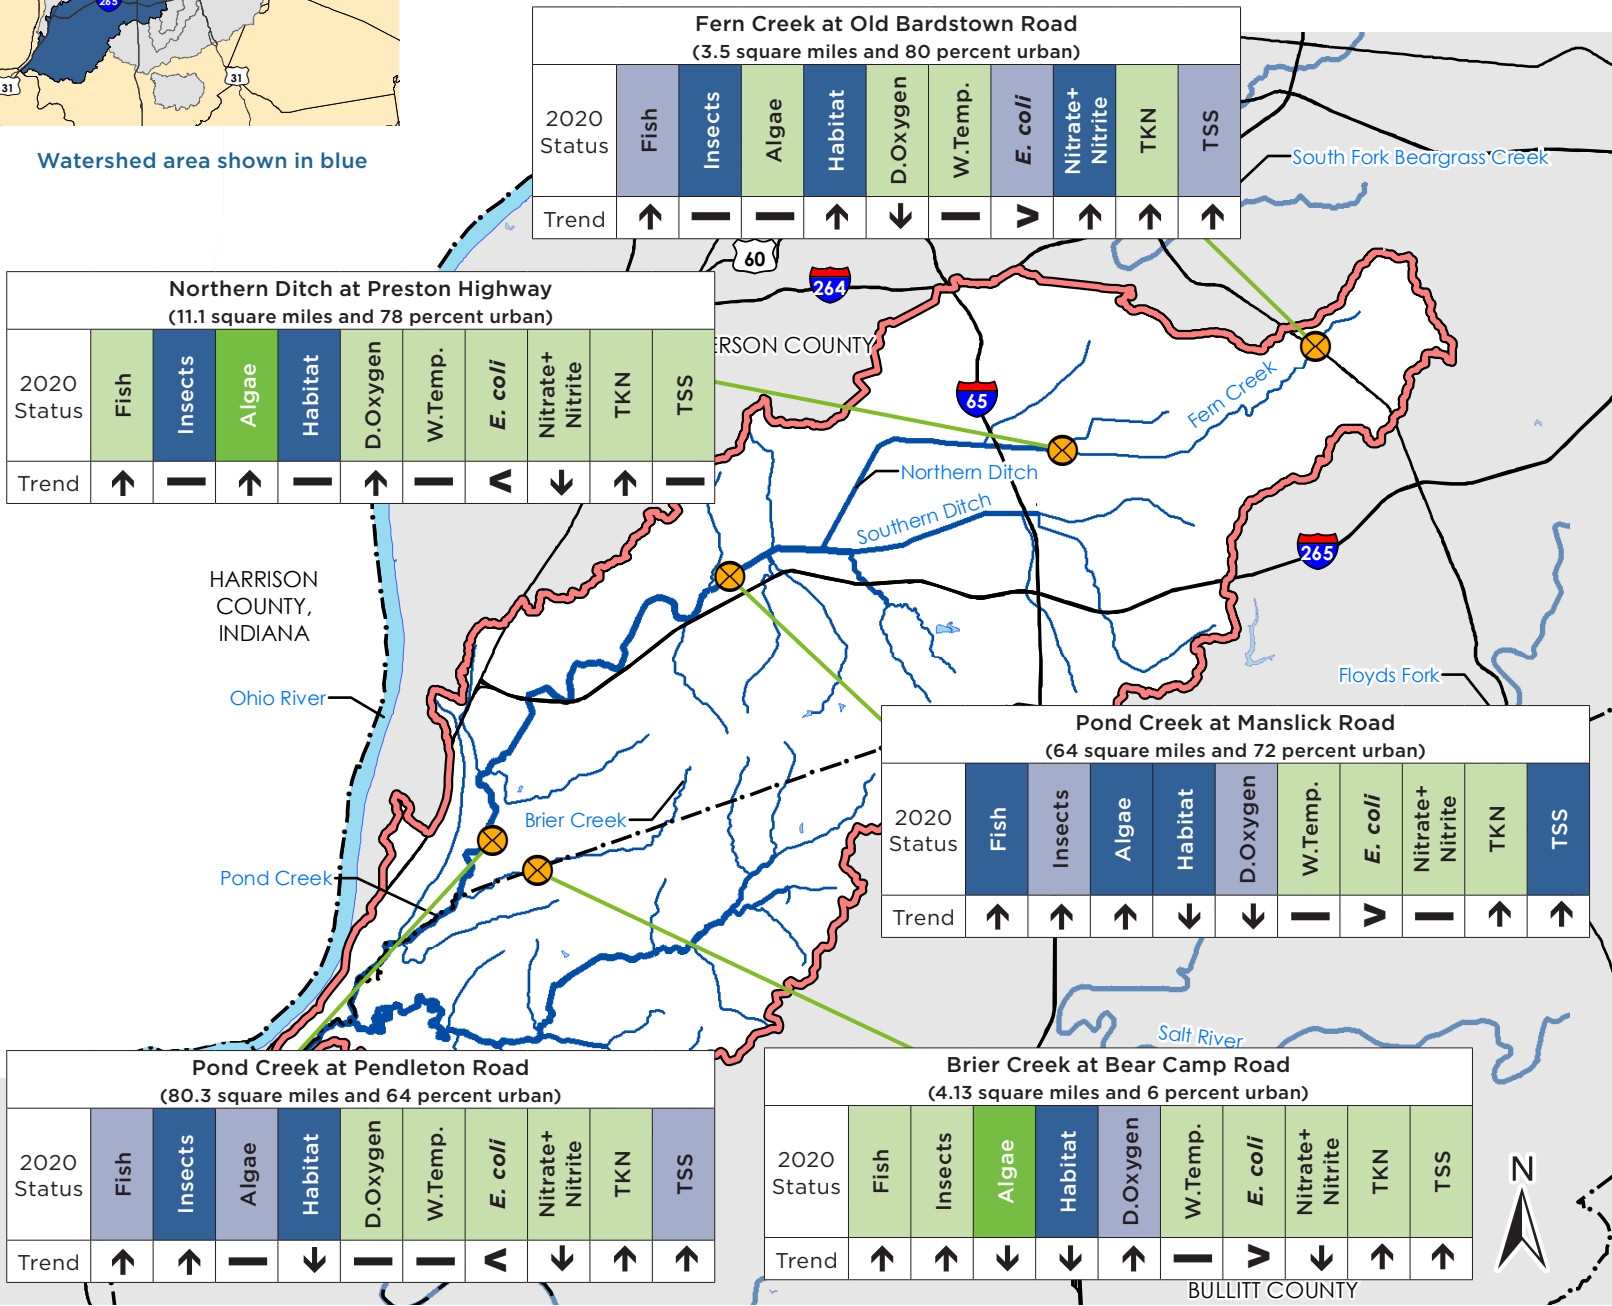 265
31
31
Watershed area shown in blue
Fern Creek at Old Bardstown Road
(3.5 square miles and 80 percent urban)
2020 Status
Fish
Insects
Algae
Habitat
D.Oxygen
W.Temp.
E. coli
Nitrate+ Nitrite
TKN
TSS
Trend
>
South Fork Beargrass Creek
60
264
Northern Ditch at Preston Highway
(11.1 square miles and 78 percent urban)
2020 Status
Fish
Insects
Algae
Habitat
D.Oxygen
W.Temp.
E. coli
Nitrate+ Nitrite
TKN
TSS
Trend
<
ERSON COUNTY
65
Fern Creek
Northern Ditch
Southern Ditch
265
HARRISON
COUNTY,
INDIANA
Ohio River
Floyds Fork
Pond Creek at Manslick Road
(64 square miles and 72 percent urban)
2020 Status
Fish
Insects
Algae
Habitat
D.Oxygen
W.Temp.
E. coli
Nitrate+ Nitrite
TKN
TSS
Trend
>
Brier Creek
Pond Creek
Salt River
Pond Creek at Pendleton Road
(80.3 square miles and 64 percent urban)
2020 Status
Fish
Insects
Algae
Habitat
D.Oxygen
W.Temp.
E. coli
Nitrate+ Nitrite
TKN
TSS
Trend
<
Brier Creek at Bear Camp Road
(4.13 square miles and 6 percent urban)
2020 Status
Fish
Insects
Algae
Habitat
D.Oxygen
W.Temp.
E. coli
Nitrate+ Nitrite
TKN
TSS
Trend
>
N
BULLITT COUNTY